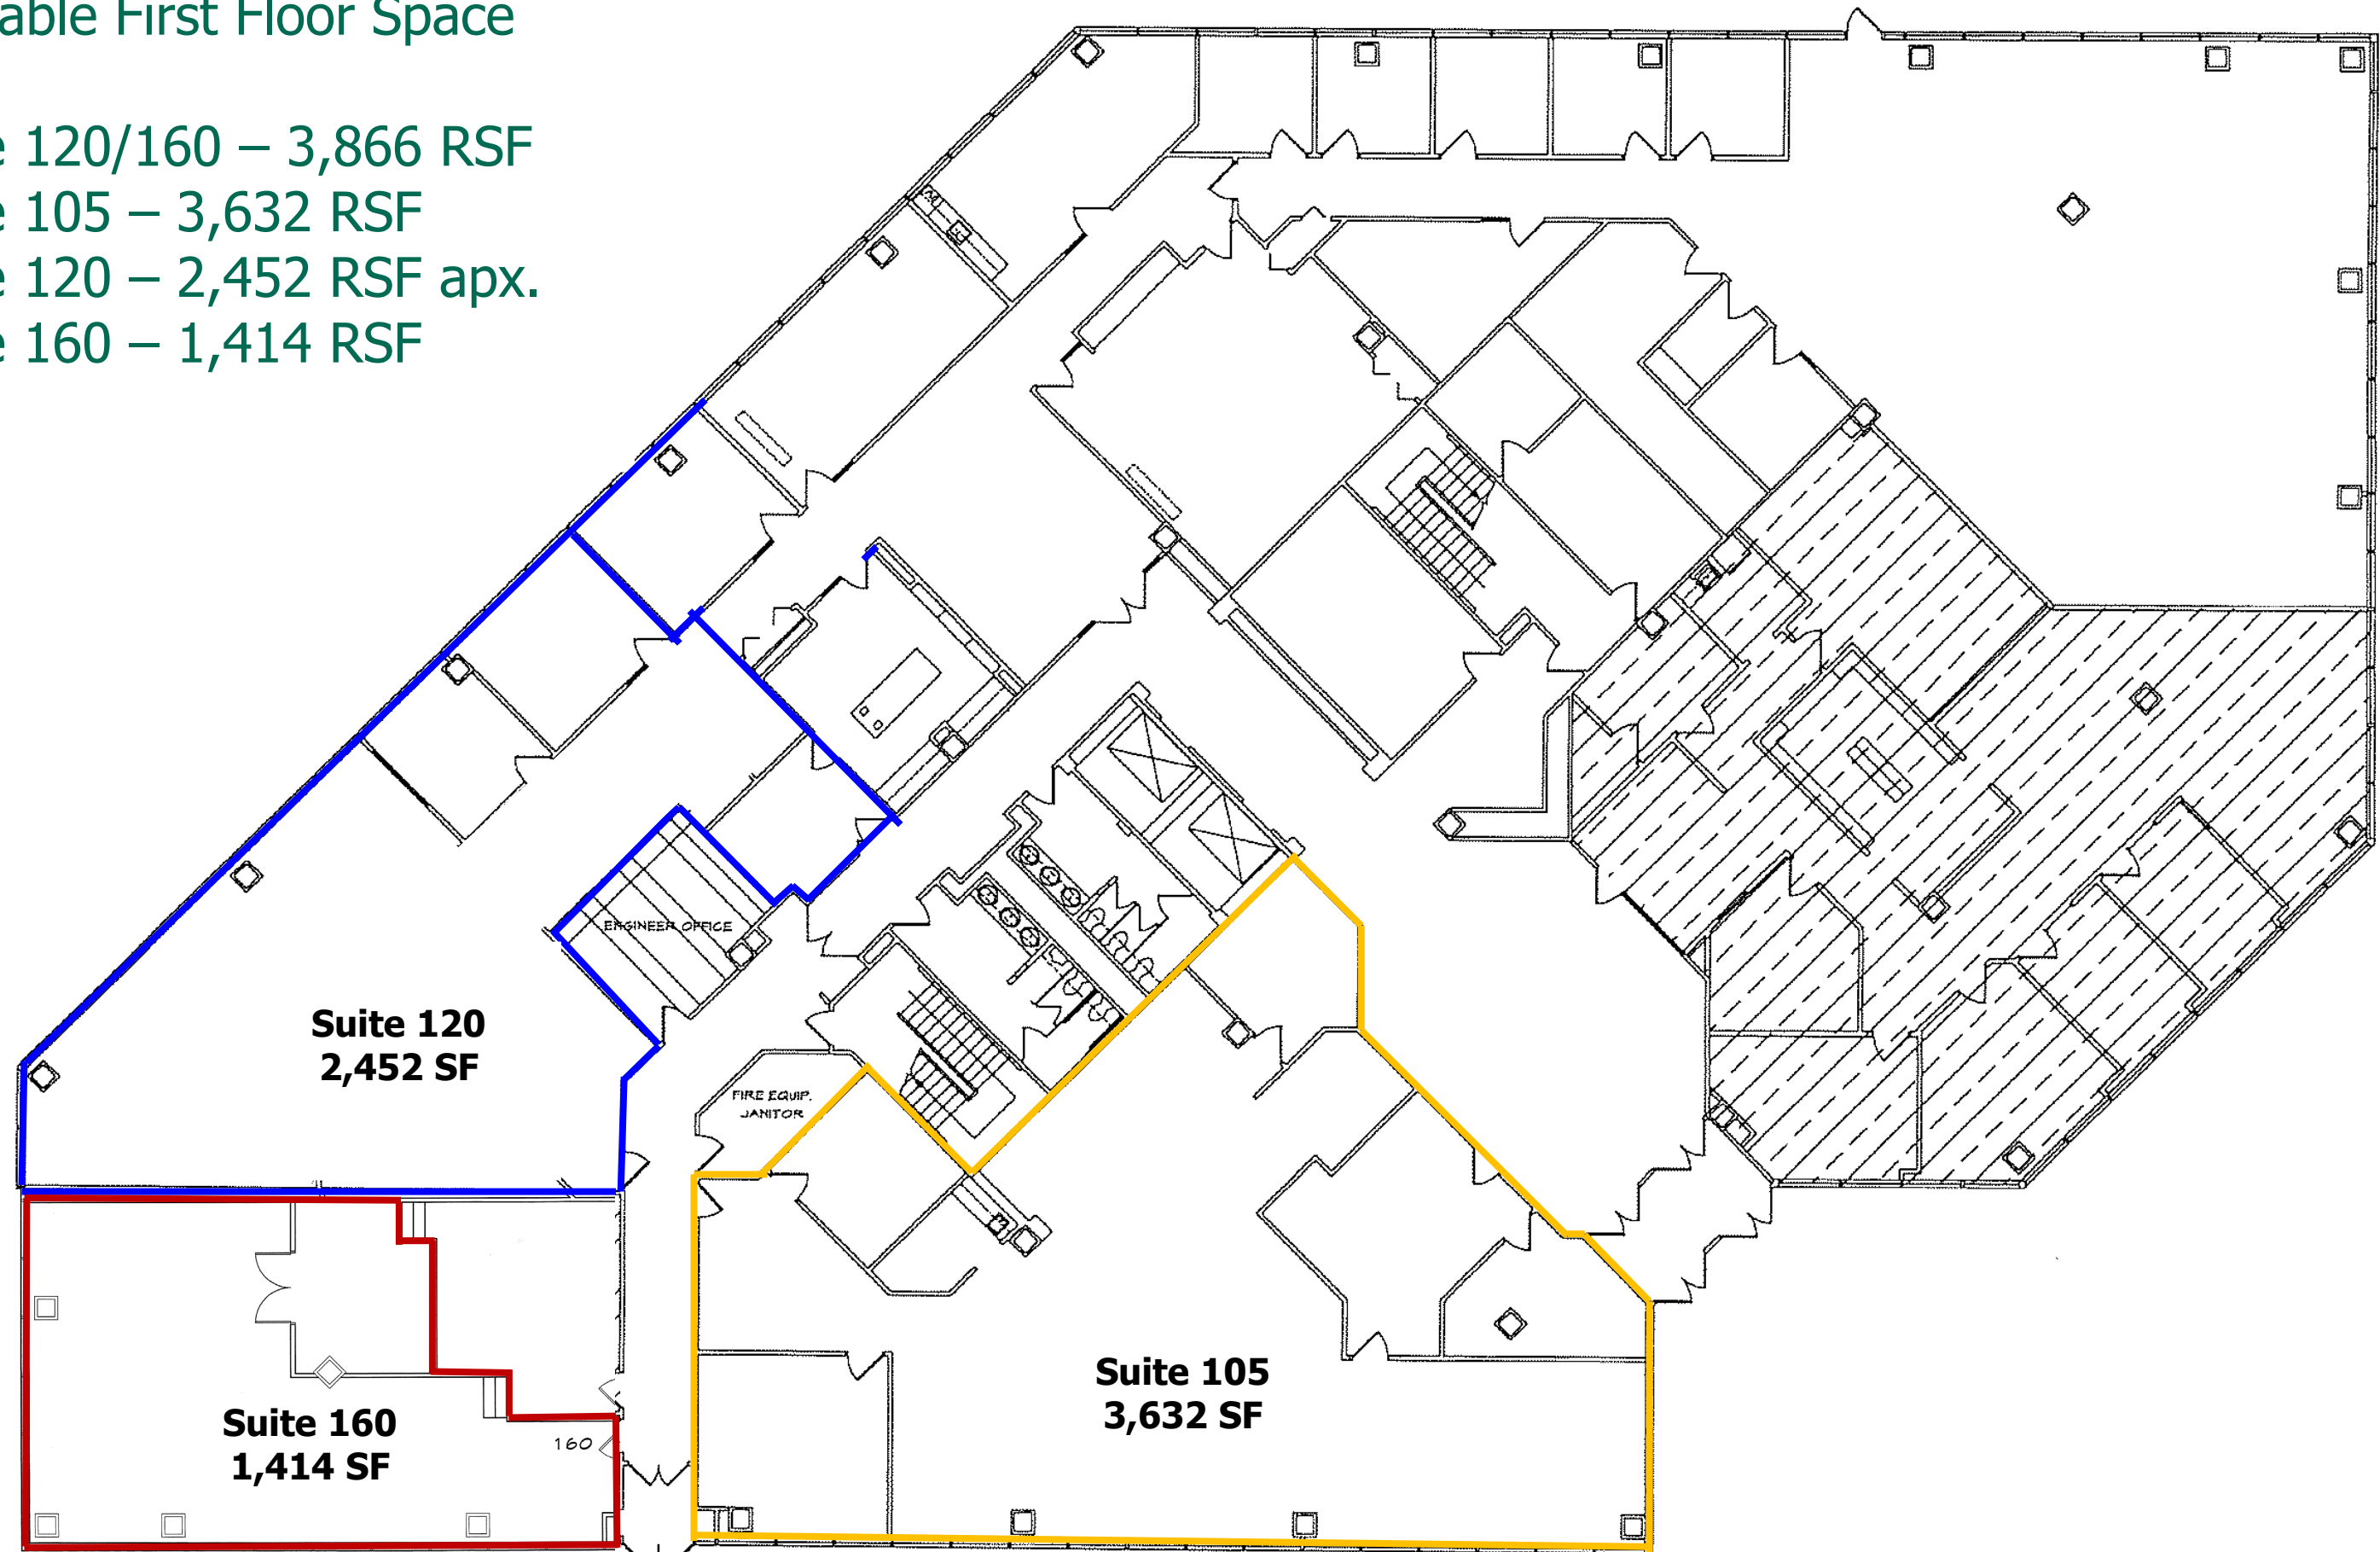 able First Floor Space
e 120/160 – 3,866 RSF
e 105 – 3,632 RSF
e 120 – 2,452 RSF apx.
e 160 – 1,414 RSF
ENGINEER OFFICE
Suite 120
2,452 SF
FIRE EQUIP.
JANITOR
Suite 105
3,632 SF
Suite 160
1,414 SF
160